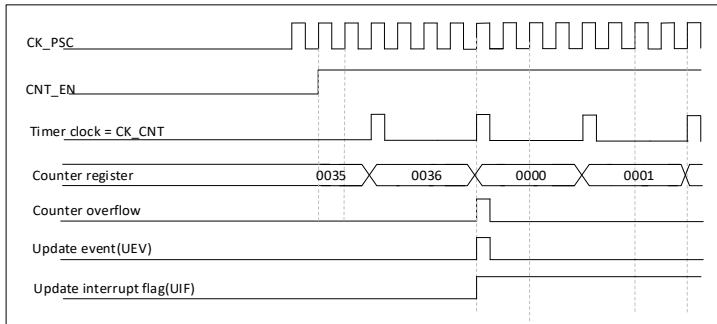 CK_PSC
CNT_EN
Timer clock = CK_CNT
Counter register 0035 0036 0000 0001
Counter overflow
Update event(UEV)
Update interrupt flag(UIF)